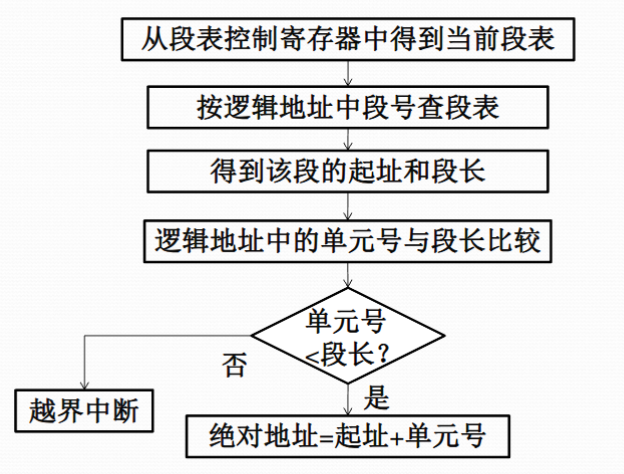 从段表控制寄存器中得到当前段表
按逻辑地址中段号查段表
得到该段的起址和段长
逻辑地址中的单元号与段长比较
单元号
<段长?
否
是
越界中断
绝对地址=起址+单元号